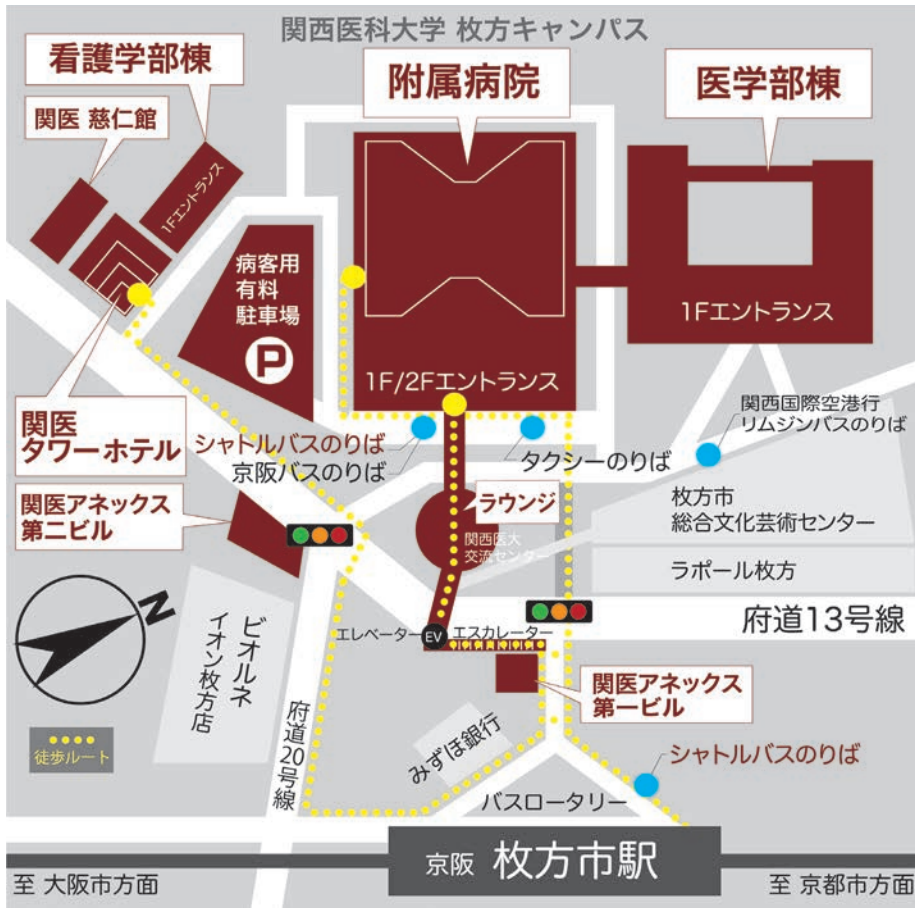 関西医科大学 枚方キャンパス
看護学部棟
附属病院
医学部棟
関医 慈仁館
1Fエントランス
病客用
有料
駐車場
P
1Fエントランス
1F/2Fエントランス
関医
タワーホテル
シャトルバスのりば
京阪バスのりば
タクシーのりば
関西国際空港行
リムジンバスのりば
関医アネックス
第二ビル
ラウンジ
関西医大
交流センター
枚方市
総合文化芸術センター
ラポール枚方
N
エレベーター
EV
エスカレーター
府道13号線
ビオルネ
イオン枚方店
関医アネックス
第一ビル
徒歩ルート
府道20号線
みずほ銀行
シャトルバスのりば
バスロータリー
京阪 枚方市駅
至 大阪市方面
至 京都市方面